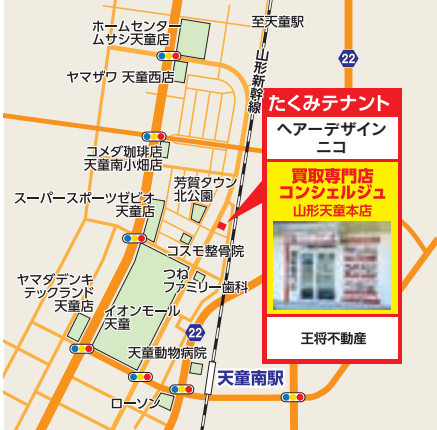 ホームセンター
ムサシ天童店
至天童駅
ヤマザワ 天童西店
山形新幹線
22
コメダ珈琲店
天童南小畑店
芳賀タウン
北公園
スーパースポーツゼビオ
天童店
コスモ整骨院
つね
ファミリー歯科
ヤマダデンキ
テックランド
天童店
イオンモール
天童
22
天童動物病院
天童南駅
ローソン
たくみテナント
ヘアーデザイン
ニコ
買取専門店
コンシェルジュ
山形天童本店
王将不動産